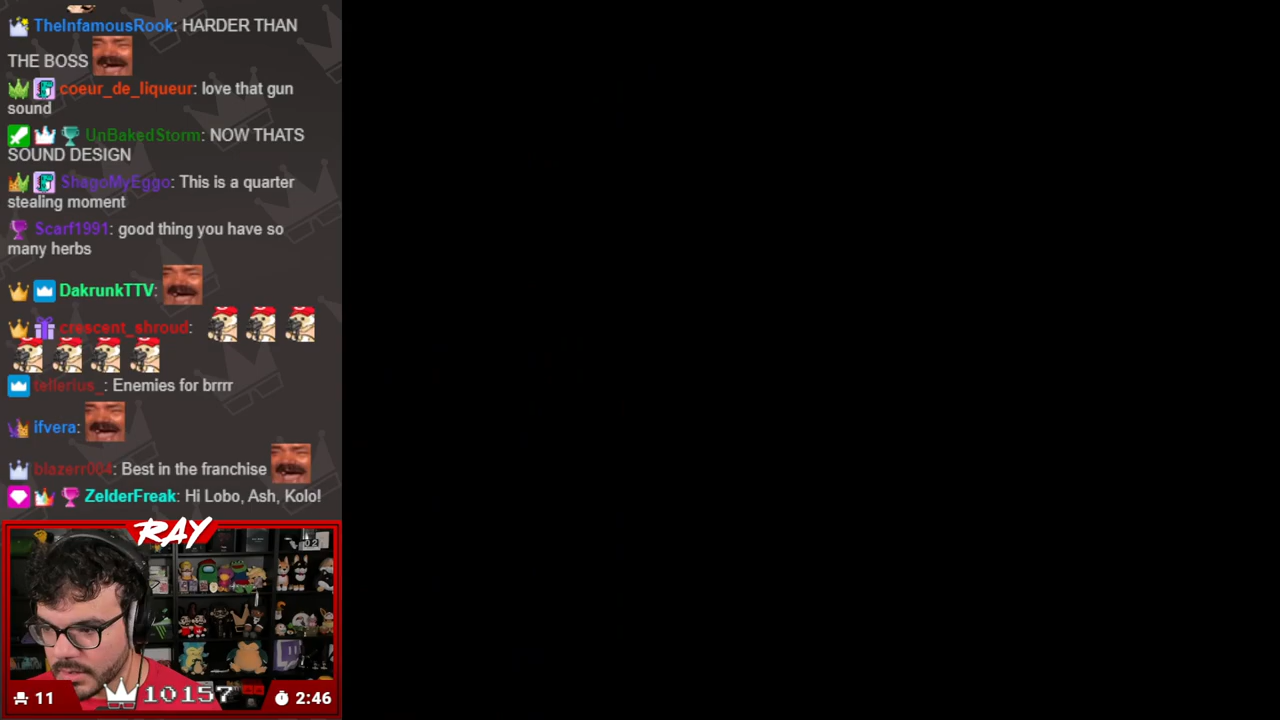 TheInfamousRook: HARDER THAN
THE BOSS
coeur_de_liqueur: love that gun
sound
UnBakedStorm: NOW THATS
SOUND DESIGN
ShagoMyEggo: This is a quarter
stealing moment
Scarf1991: good thing you have so
many herbs
DakrunkTTV:
crescent_shroud:
tellerius_: Enemies for brrrr
ifvera:
blazerr004: Best in the franchise
ZelderFreak: Hi Lobo, Ash, Kolo!
RAY
11
10157
2:46